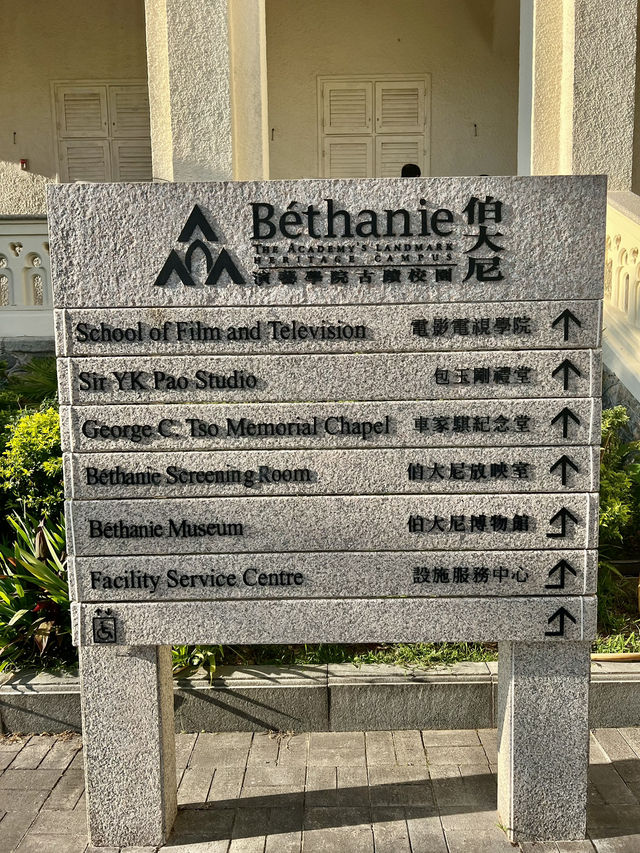 Béthanie 伯大尼
THE ACADEMY'S LANDMARK
HERITAGE CAMPUS
演藝學院古蹟校園
School of Film and Television 電影電視學院 ↑
Sir YK Pao Studio 包玉剛禮堂 ↑
George C. Tso Memorial Chapel 車家騏紀念堂 ↑
Béthanie Screening Room 伯大尼放映室 ↑
Béthanie Museum 伯大尼博物館
Facility Service Centre 設施服務中心